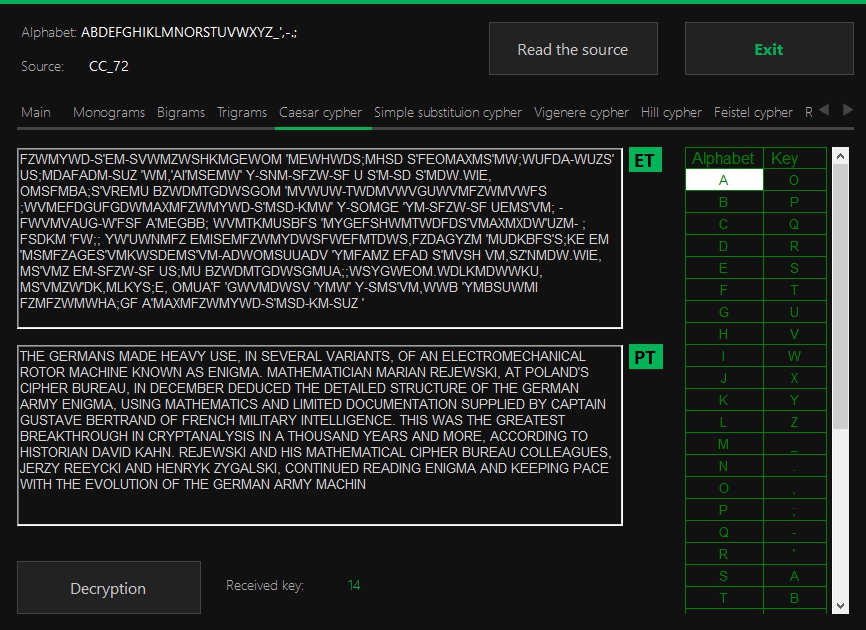 Alphabet: ABDEFGHIKLMNORSTUVWXYZ_',-.;
Source: CC_72
Read the source
Exit
Main Monograms Bigrams Trigrams Caesar cypher Simple substituion cypher Vigenere cypher Hill cypher Feistel cypher R
FZWMYWD-S'EM-SVWMZWSHKMGEWOM 'MEWHWDS;MHSD S'FEOMAXMS'MW;WUFDA-WUZS'
US;MDAFADM-SUZ 'WM,'AI'MSEMW' Y-SNM-SFZW-SF U S'M-SD S'MDW.WIE,
OMSFMBA;S'VREMU BZWDMTGDWSGOM 'MVWUW-TWDMVWVGUWVMFZWMVWFS
;WVMEFDGUFGDWMAXMFZWMYWD-S'MSD-KMW' Y-SOMGE 'YM-SFZW-SF UEMS'VM; -
FWVMVAUG-W'FSF A'MEGBB; WVMTKMUSBFS 'MYGEFSHWMTWDFDS'VMAXMXDW'UZM- ;
FSDKM 'FW;; YW'UWNMFZ EMISEMFZWMYDWSFWEFMTDWS,FZDAGYZM 'MUDKBFS'S;KE EM
'MSMFZAGES'VMKWSDEMS'VM-ADWOMSUUADV 'YMFAMZ EFAD S'MVSH VM,SZ'NMDW.WIE,
MS'VMZ EM-SFZW-SF US;MU BZWDMTGDWSGMUA;;WSYGWEOM.WDLKMDWWKU,
MS'VMZW'DK,MLKYS;E, OMUA'F 'GWVMDWSV 'YMW' Y-SMS'VM,WWB 'YMBSUWMI
FZMFZWMWHA;GF A'MAXMFZWMYWD-S'MSD-KM-SUZ '
ET
THE GERMANS MADE HEAVY USE, IN SEVERAL VARIANTS, OF AN ELECTROMECHANICAL
ROTOR MACHINE KNOWN AS ENIGMA. MATHEMATICIAN MARIAN REJEWSKI, AT POLAND'S
CIPHER BUREAU, IN DECEMBER DEDUCED THE DETAILED STRUCTURE OF THE GERMAN
ARMY ENIGMA, USING MATHEMATICS AND LIMITED DOCUMENTATION SUPPLIED BY CAPTAIN
GUSTAVE BERTRAND OF FRENCH MILITARY INTELLIGENCE. THIS WAS THE GREATEST
BREAKTHROUGH IN CRYPTANALYSIS IN A THOUSAND YEARS AND MORE, ACCORDING TO
HISTORIAN DAVID KAHN. REJEWSKI AND HIS MATHEMATICAL CIPHER BUREAU COLLEAGUES,
JERZY REEYCKI AND HENRYK ZYGALSKI, CONTINUED READING ENIGMA AND KEEPING PACE
WITH THE EVOLUTION OF THE GERMAN ARMY MACHIN
PT
Decryption
Received key: 14
Alphabet Key
A O
B P
C Q
D R
E S
F T
G U
H V
I W
J X
K Y
L Z
M _
N .
O ,
P ;
Q -
R '
S A
T B